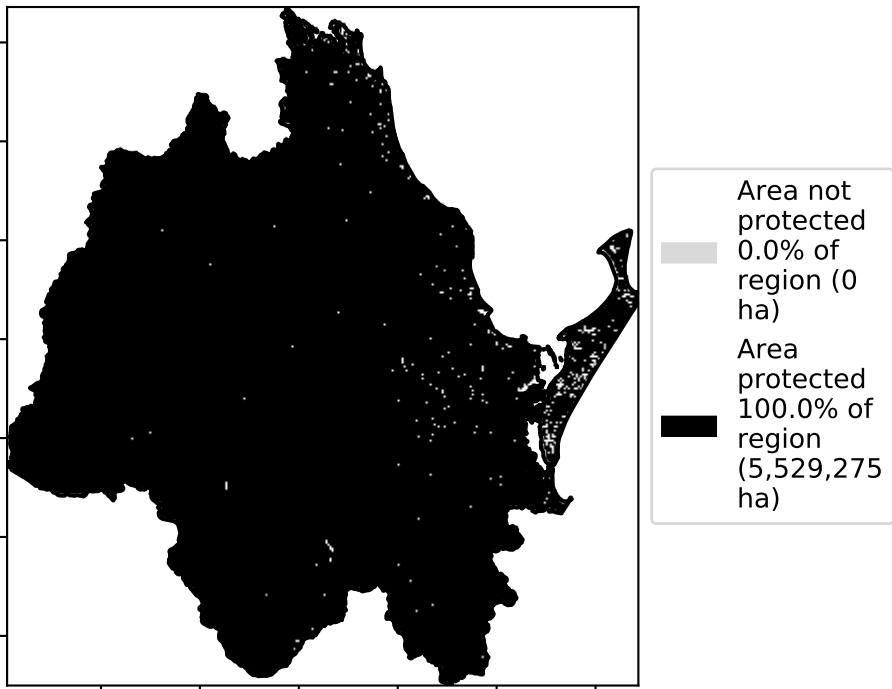 Area not
protected
0.0% of
region (0
ha)
Area
protected
100.0% of
region
(5,529,275
ha)